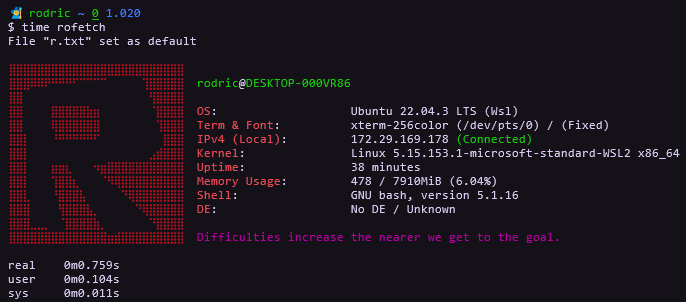 rodric ~ 0 1.020
$ time rofetch
File "r.txt" set as default
rodric@DESKTOP-000VR86
OS: Ubuntu 22.04.3 LTS (Wsl)
Term & Font: xterm-256color (/dev/pts/0) / (Fixed)
IPv4 (Local): 172.29.169.178 (Connected)
Kernel: Linux 5.15.153.1-microsoft-standard-WSL2 x86_64
Uptime: 38 minutes
Memory Usage: 478 / 7910MiB (6.04%)
Shell: GNU bash, version 5.1.16
DE: No DE / Unknown
Difficulties increase the nearer we get to the goal.
real 0m0.759s
user 0m0.104s
sys 0m0.011s